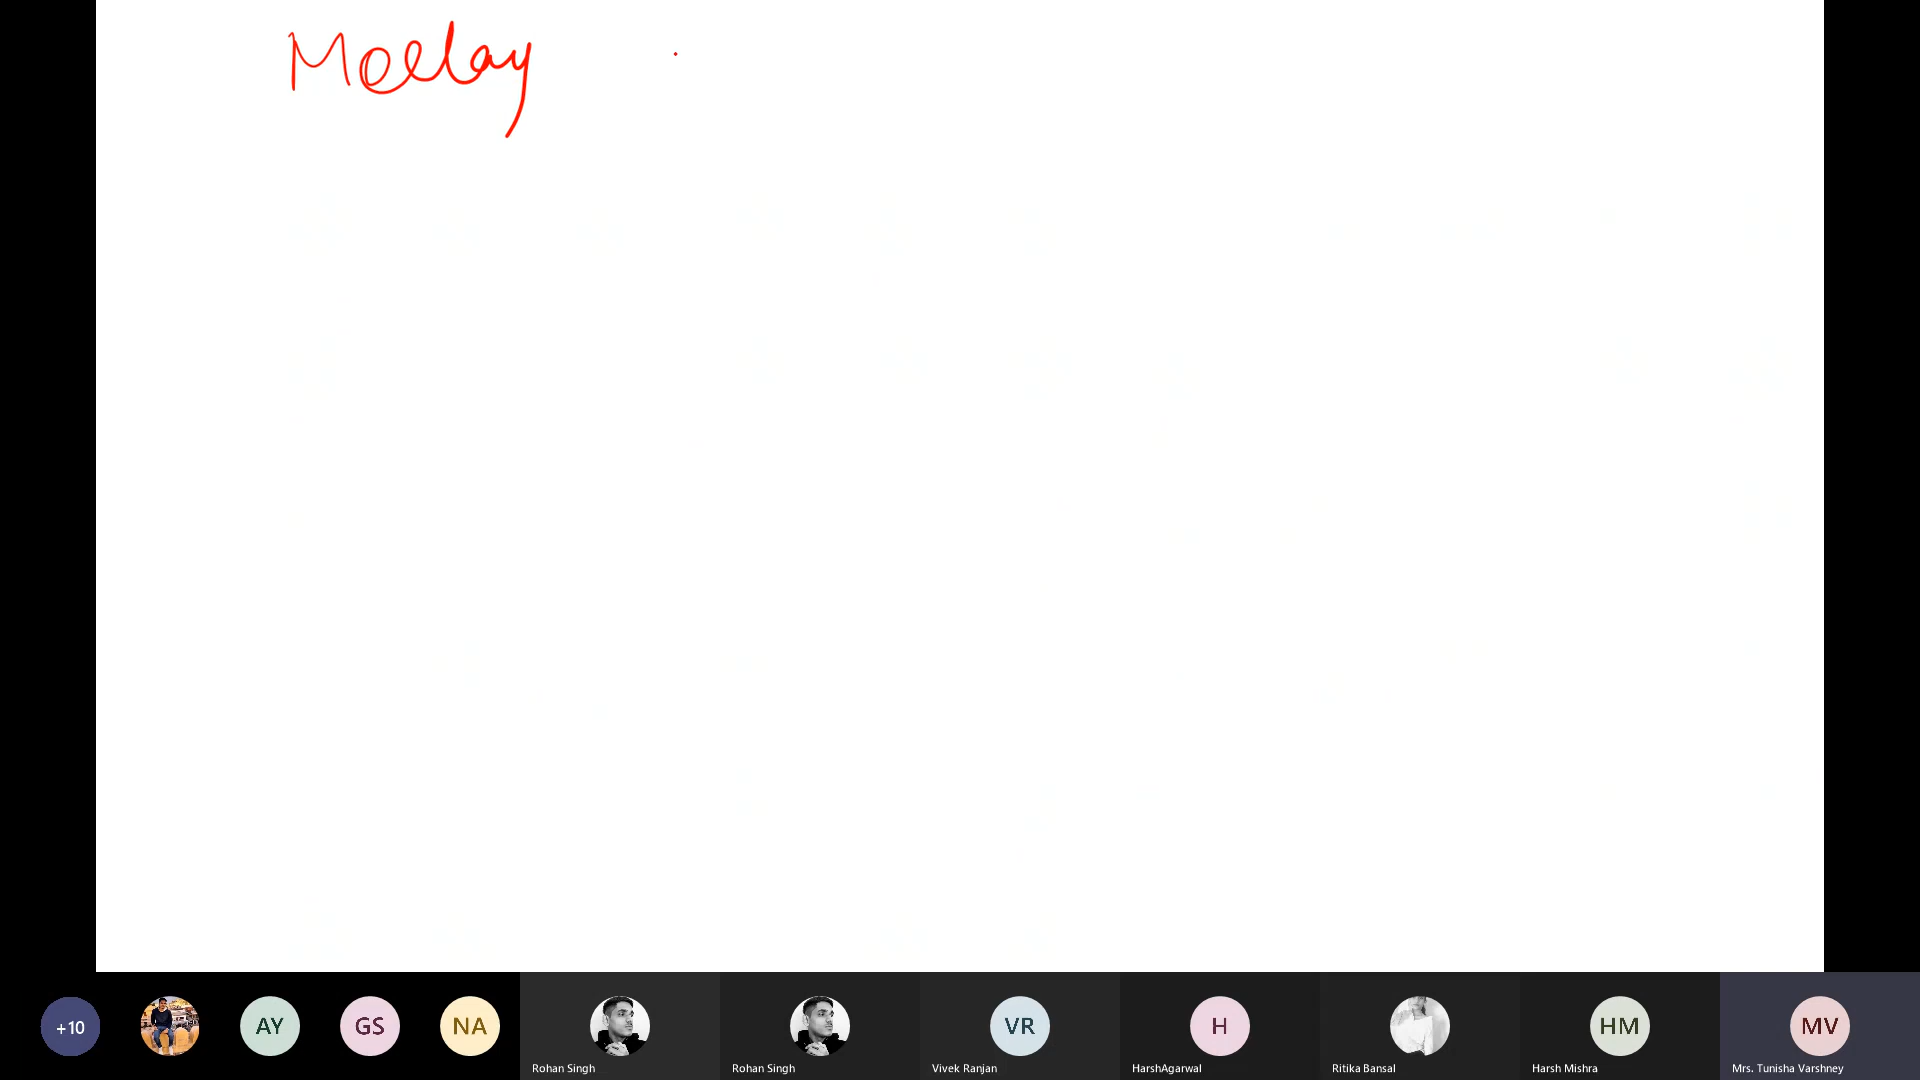 Meelay
+10
AY
GS
NA
Rohan Singh
Rohan Singh
VR
Vivek Ranjan
H
HarshAgarwal
Ritika Bansal
HM
Harsh Mishra
MV
Mrs. Tunisha Varshney